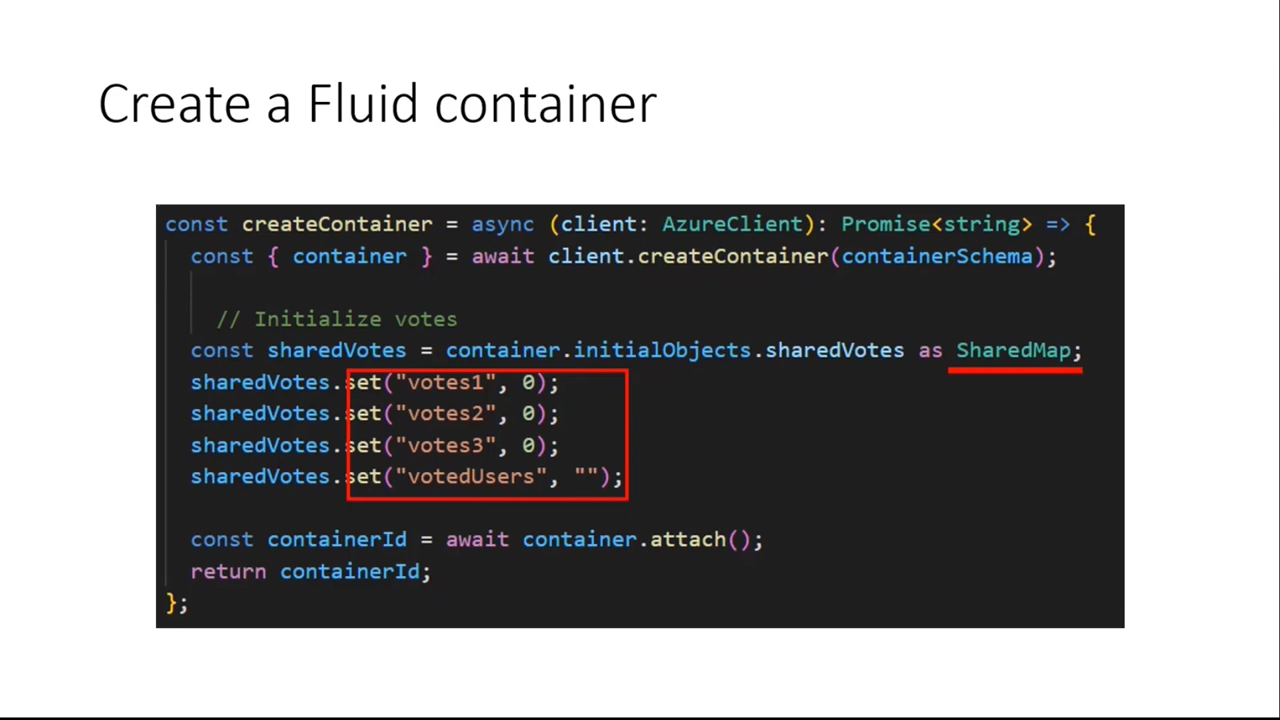 Create a Fluid container
const createContainer = async (client: AzureClient): Promise<string> => {
const { container } = await client.createContainer(containerSchema);
// Initialize votes
const sharedVotes = container.initialObjects.sharedVotes as SharedMap;
sharedVotes.set("votes1", 0);
sharedVotes.set("votes2", 0);
sharedVotes.set("votes3", 0);
sharedVotes.set("votedUsers", "");
const containerId = await container.attach();
return containerId;
};